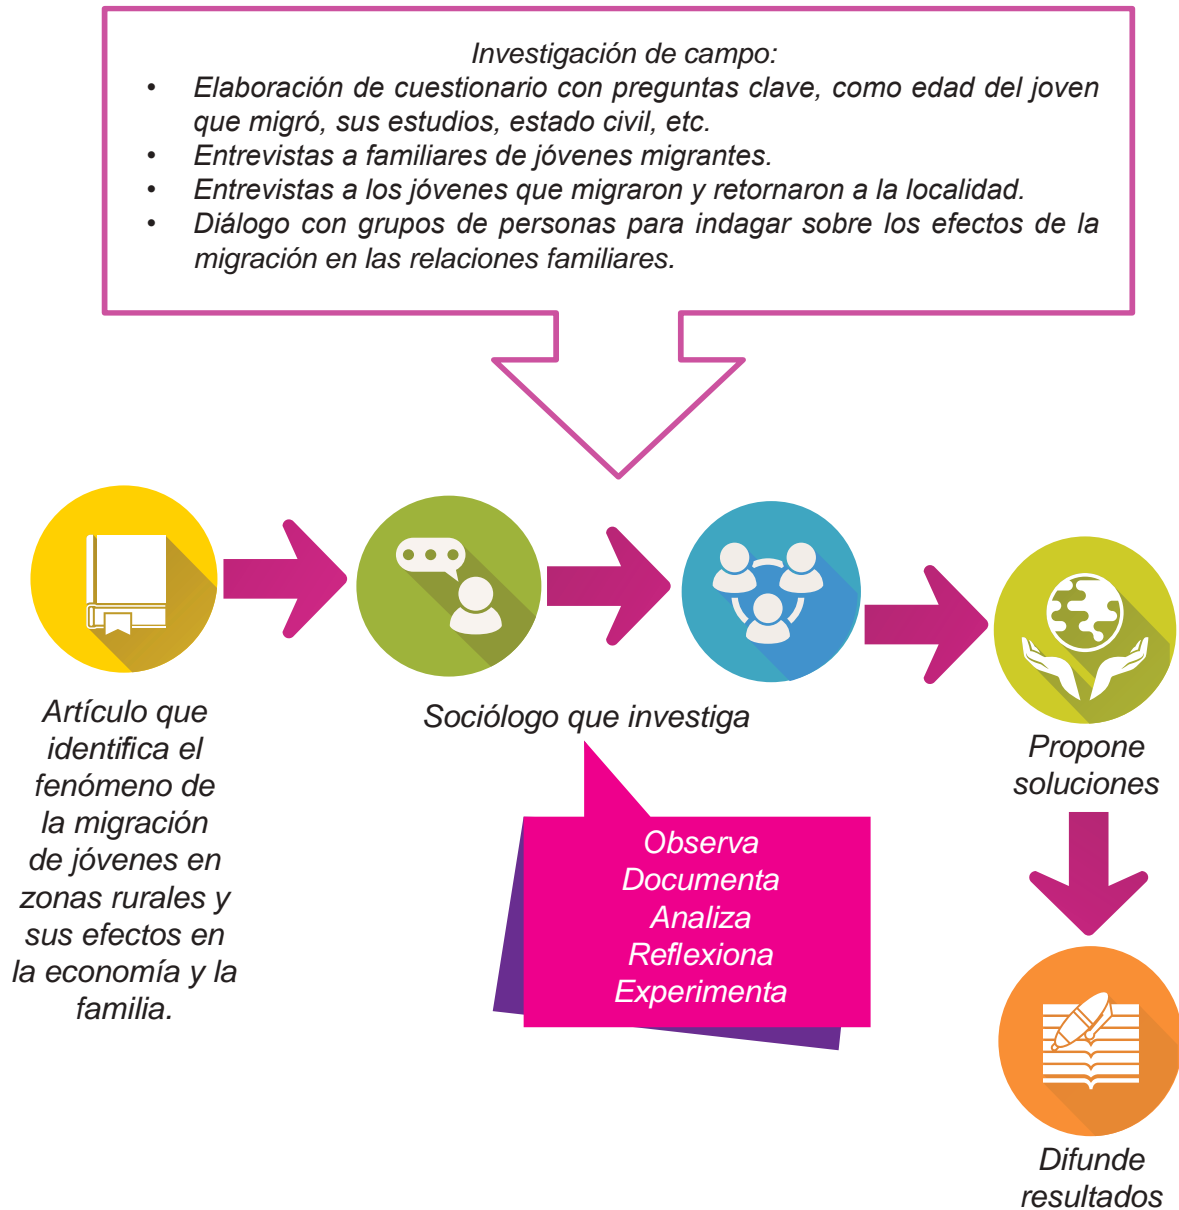 Investigación de campo:
• Elaboración de cuestionario con preguntas clave, como edad del joven
que migró, sus estudios, estado civil, etc.
• Entrevistas a familiares de jóvenes migrantes.
• Entrevistas a los jóvenes que migraron y retornaron a la localidad.
• Diálogo con grupos de personas para indagar sobre los efectos de la
migración en las relaciones familiares.
Artículo que
identifica el
fenómeno de
la migración
de jóvenes en
zonas rurales y
sus efectos en
la economía y la
familia.
Sociólogo que investiga
Observa
Documenta
Analiza
Reflexiona
Experimenta
Propone
soluciones
Difunde
resultados